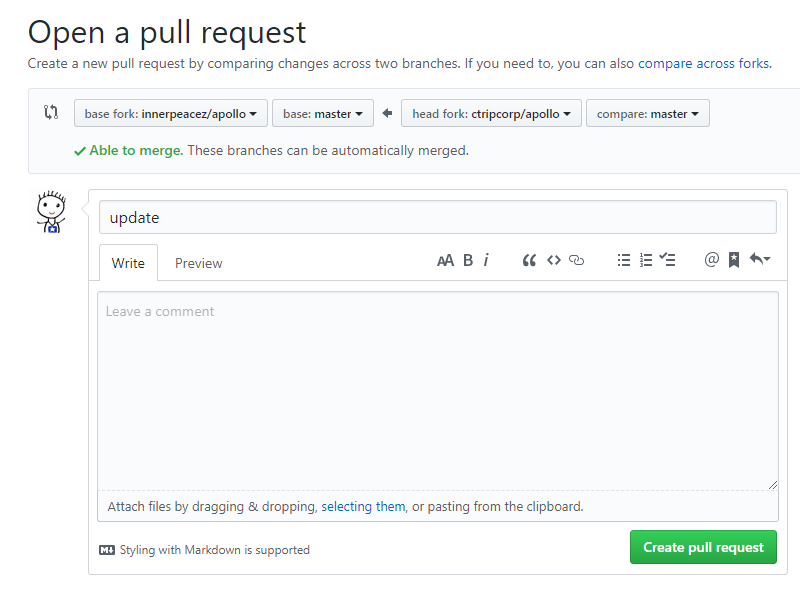 Open a pull request
Create a new pull request by comparing changes across two branches. If you need to, you can also compare across forks.
base fork: innerpeacez/apollo base: master head fork: ctripcorp/apollo compare: master
Able to merge. These branches can be automatically merged.
update
Write Preview AA B i @
Leave a comment
Attach files by dragging & dropping, selecting them, or pasting from the clipboard.
Styling with Markdown is supported
Create pull request